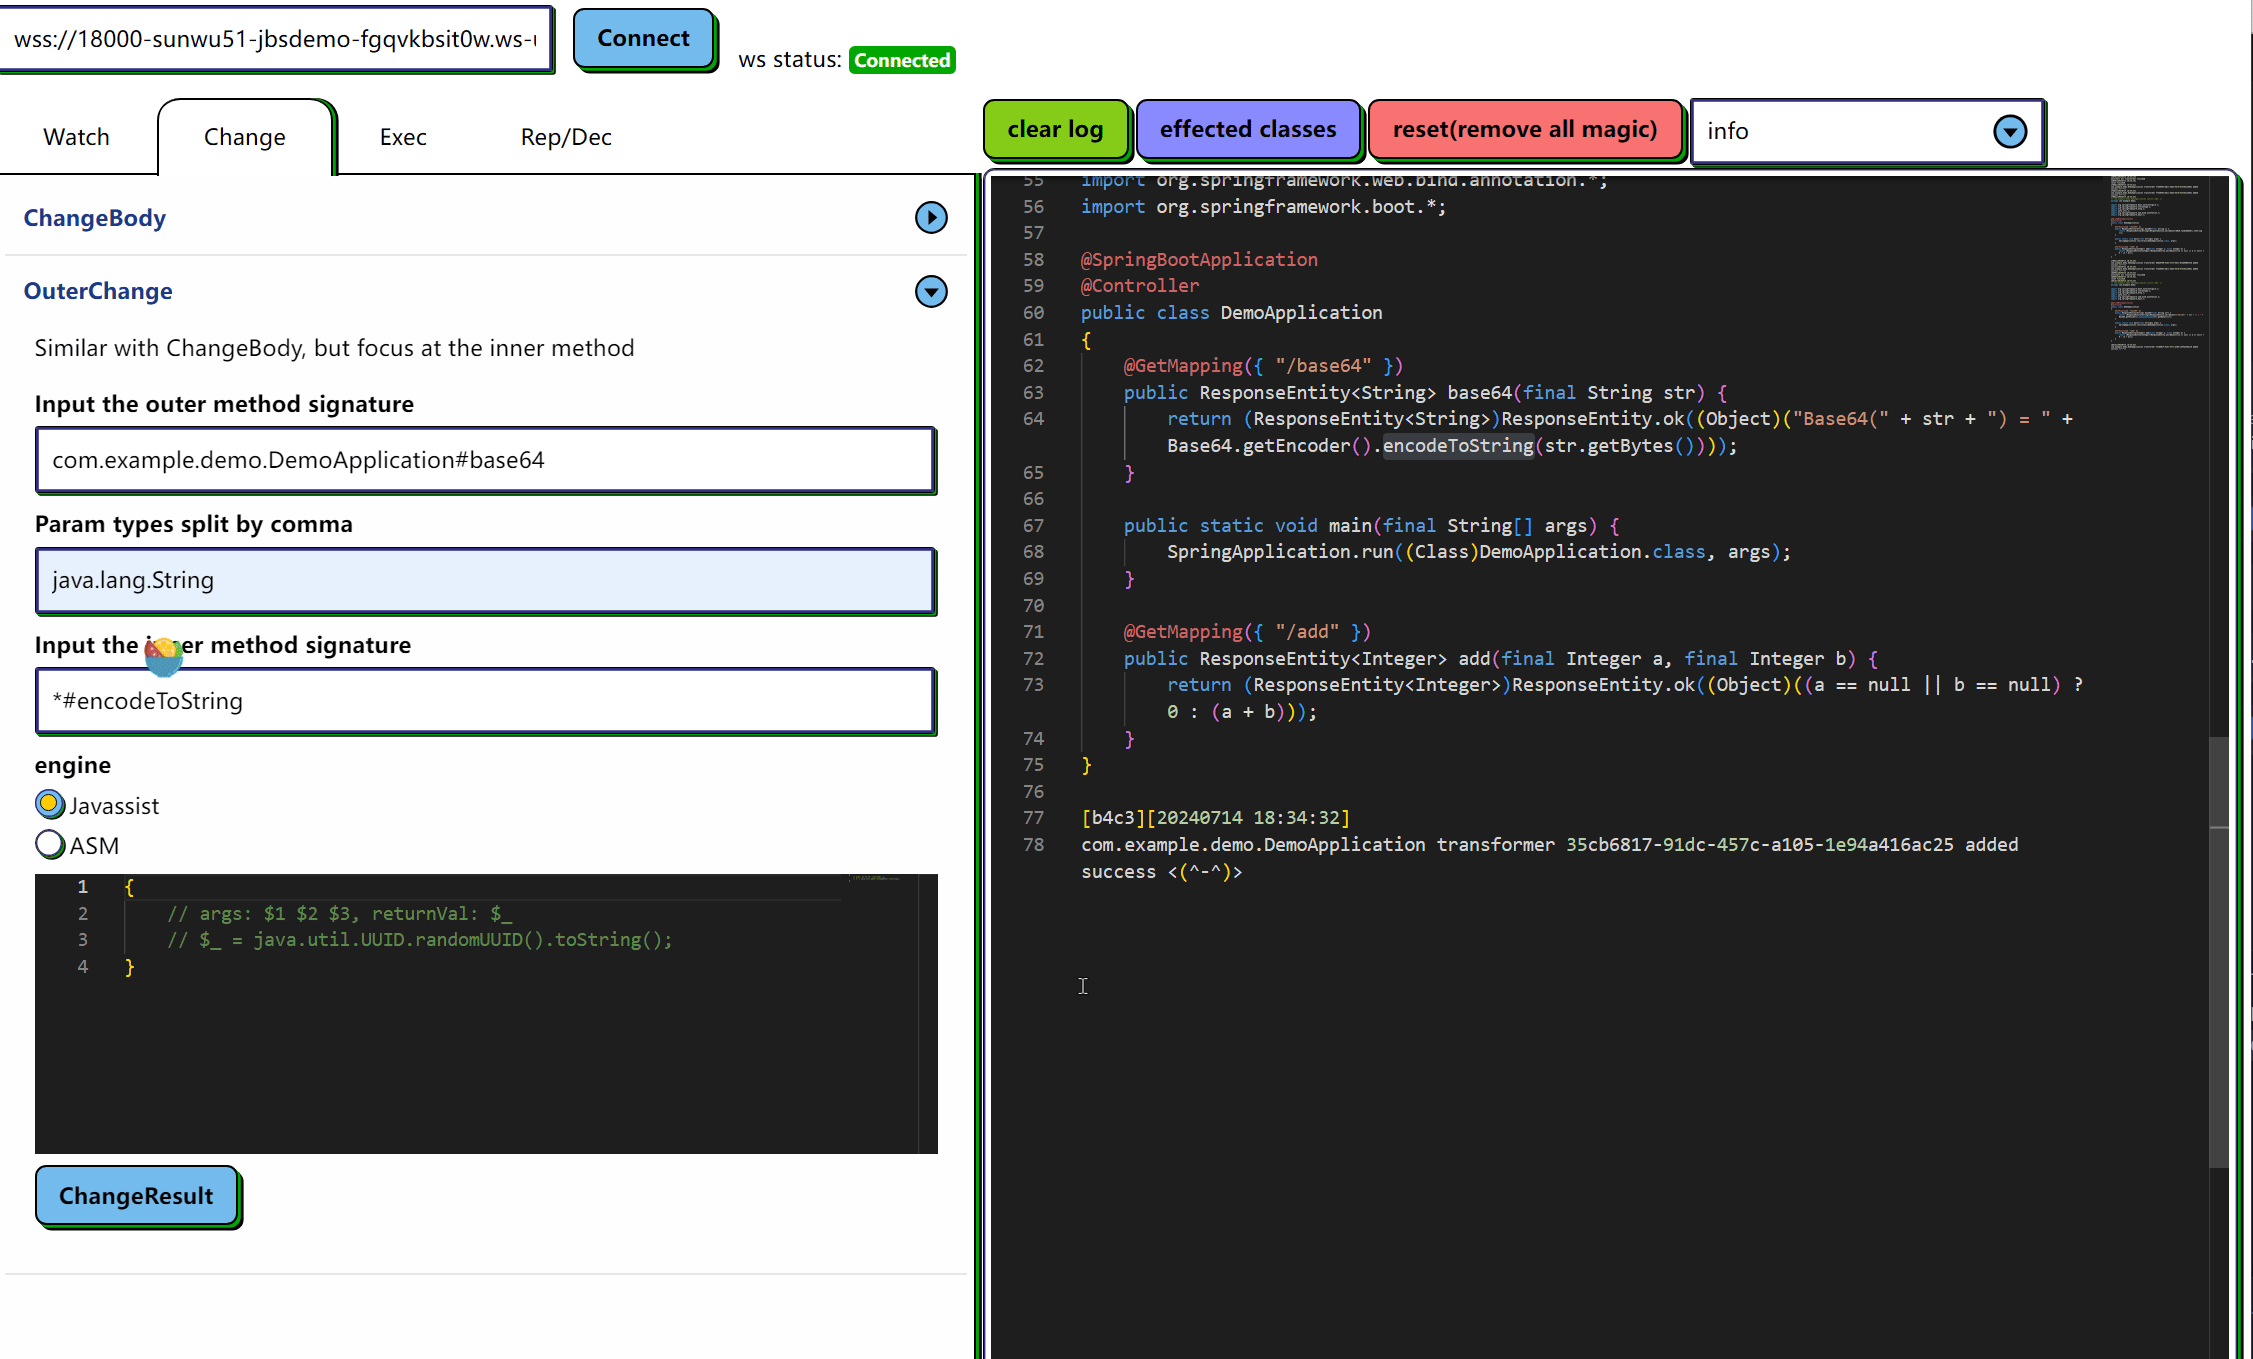 wss://18000-sunwu51-jbsdemo-fgqvkbsit0w.ws-
Connect
ws status: Connected
Watch
Change
Exec
Rep/Dec
clear log
effected classes
reset(remove all magic)
info
ChangeBody
OuterChange
Similar with ChangeBody, but focus at the inner method
Input the outer method signature
com.example.demo.DemoApplication#base64
Param types split by comma
java.lang.String
Input the er method signature
*#encodeToString
engine
Javassist
ASM
1 {
2 // args: $1 $2 $3, returnVal: $_
3 // $_ = java.util.UUID.randomUUID().toString();
4 }
ChangeResult
55 import org.springframework.web.bind.annotation.*;
56 import org.springframework.boot.*;
57
58 @SpringBootApplication
59 @Controller
60 public class DemoApplication
61 {
62 @GetMapping({ "/base64" })
63 public ResponseEntity<String> base64(final String str) {
64 return (ResponseEntity<String>)ResponseEntity.ok((Object)("Base64(" + str + ") = " +
Base64.getEncoder().encodeToString(str.getBytes())));
65 }
66
67 public static void main(final String[] args) {
68 SpringApplication.run((Class)DemoApplication.class, args);
69 }
70
71 @GetMapping({ "/add" })
72 public ResponseEntity<Integer> add(final Integer a, final Integer b) {
73 return (ResponseEntity<Integer>)ResponseEntity.ok((Object)((a == null || b == null) ?
0 : (a + b)));
74 }
75 }
76
77 [b4c3][20240714 18:34:32]
78 com.example.demo.DemoApplication transformer 35cb6817-91dc-457c-a105-1e94a416ac25 added
success <(^-^)>